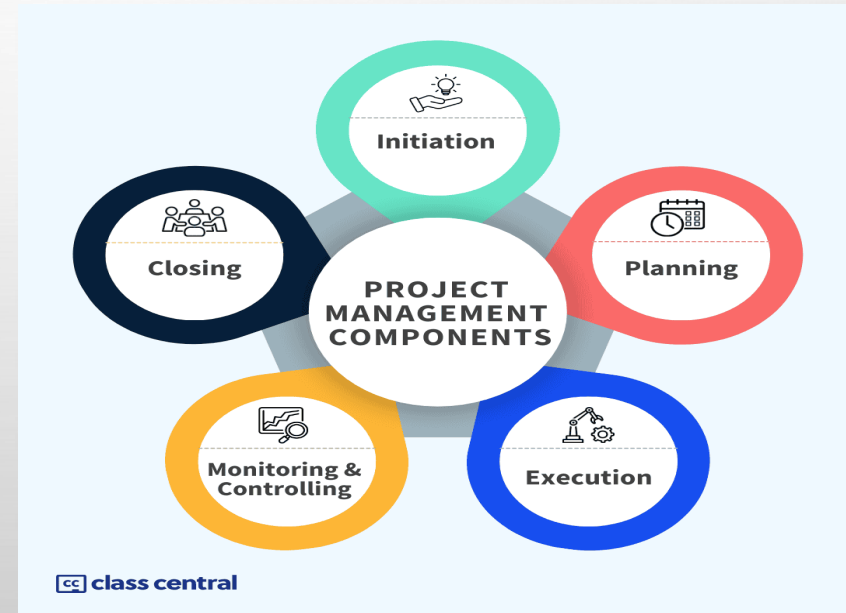 Initiation
Closing
Planning
PROJECT
MANAGEMENT
COMPONENTS
Monitoring &
Controlling
Execution
cc class central